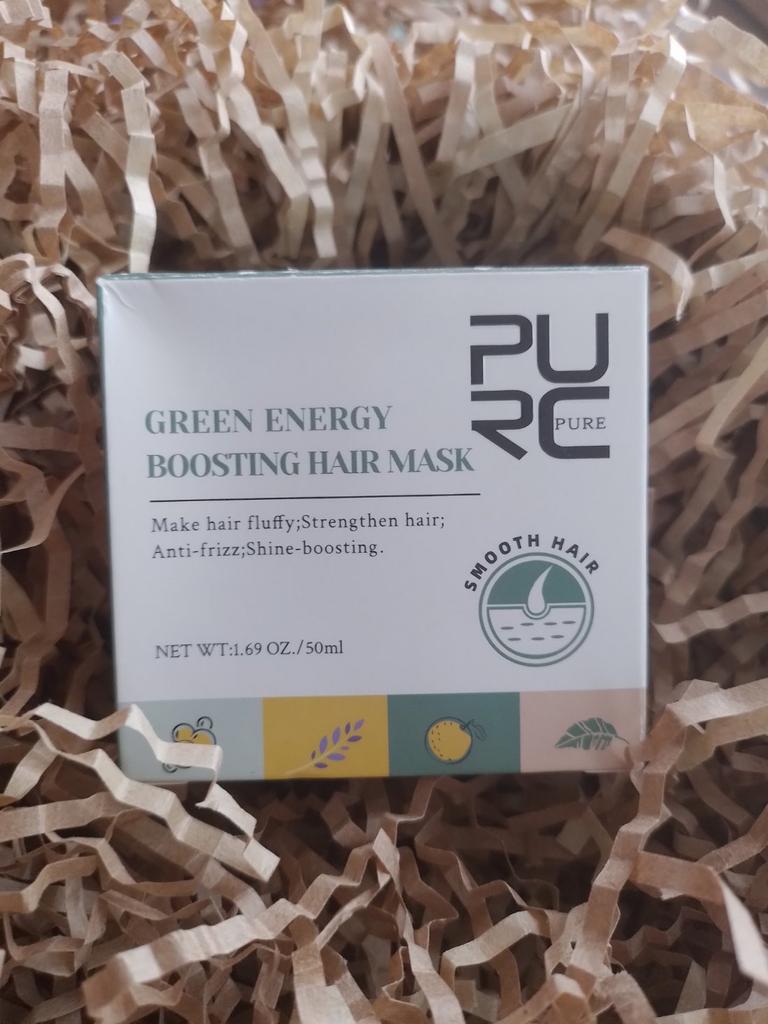 PURC
PURE
GREEN ENERGY
BOOSTING HAIR MASK
Make hair fluffy;Strengthen hair;
Anti-frizz;Shine-boosting.
SMOOTH HAIR
NET WT:1.69 OZ./50ml